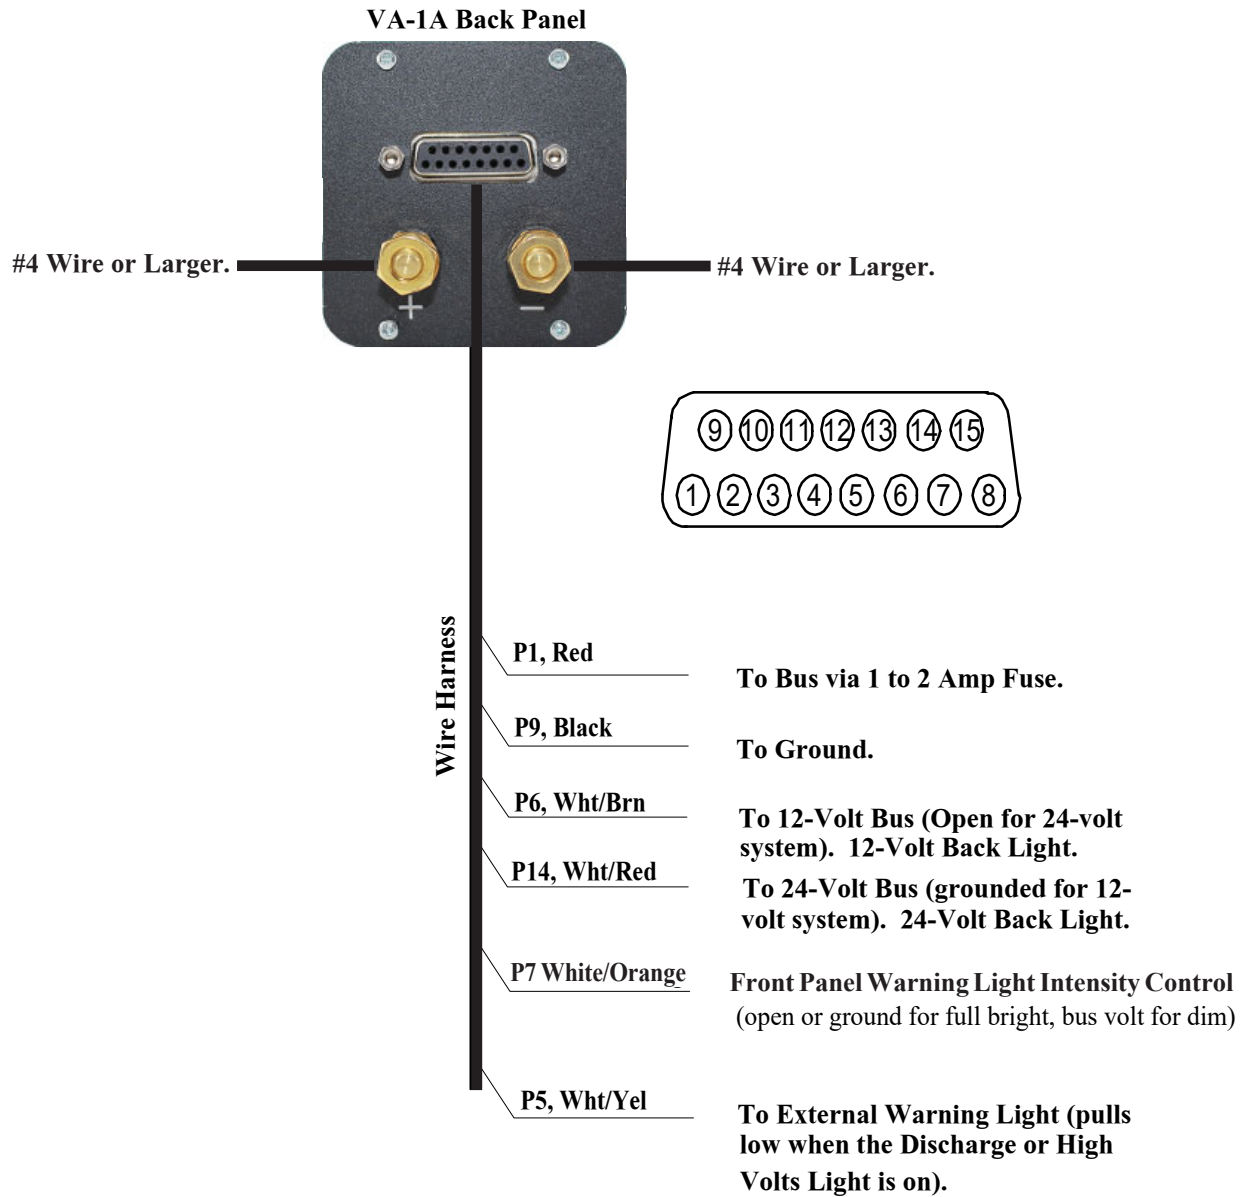 VA-1A Back Panel
#4 Wire or Larger.
+
−
#4 Wire or Larger.
9 10 11 12 13 14 15
1 2 3 4 5 6 7 8
Wire Harness
P1, Red
To Bus via 1 to 2 Amp Fuse.
P9, Black
To Ground.
P6, Wht/Brn
To 12-Volt Bus (Open for 24-volt
system).  12-Volt Back Light.
P14, Wht/Red
To 24-Volt Bus (grounded for 12-
volt system).  24-Volt Back Light.
P7 White/Orange
Front Panel Warning Light Intensity Control
(open or ground for full bright, bus volt for dim)
P5, Wht/Yel
To External Warning Light (pulls
low when the Discharge or High
Volts Light is on).